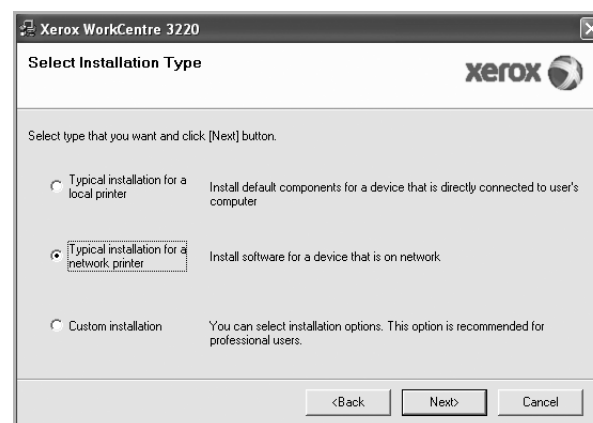 Xerox WorkCentre 3220
Select Installation Type
xerox
Select type that you want and click [Next] button.
Typical installation for a
local printer
Install default components for a device that is directly connected to user's
computer
Typical installation for a
network printer
Install software for a device that is on network
Custom installation
You can select installation options. This option is recommended for
professional users.
<Back
Next>
Cancel